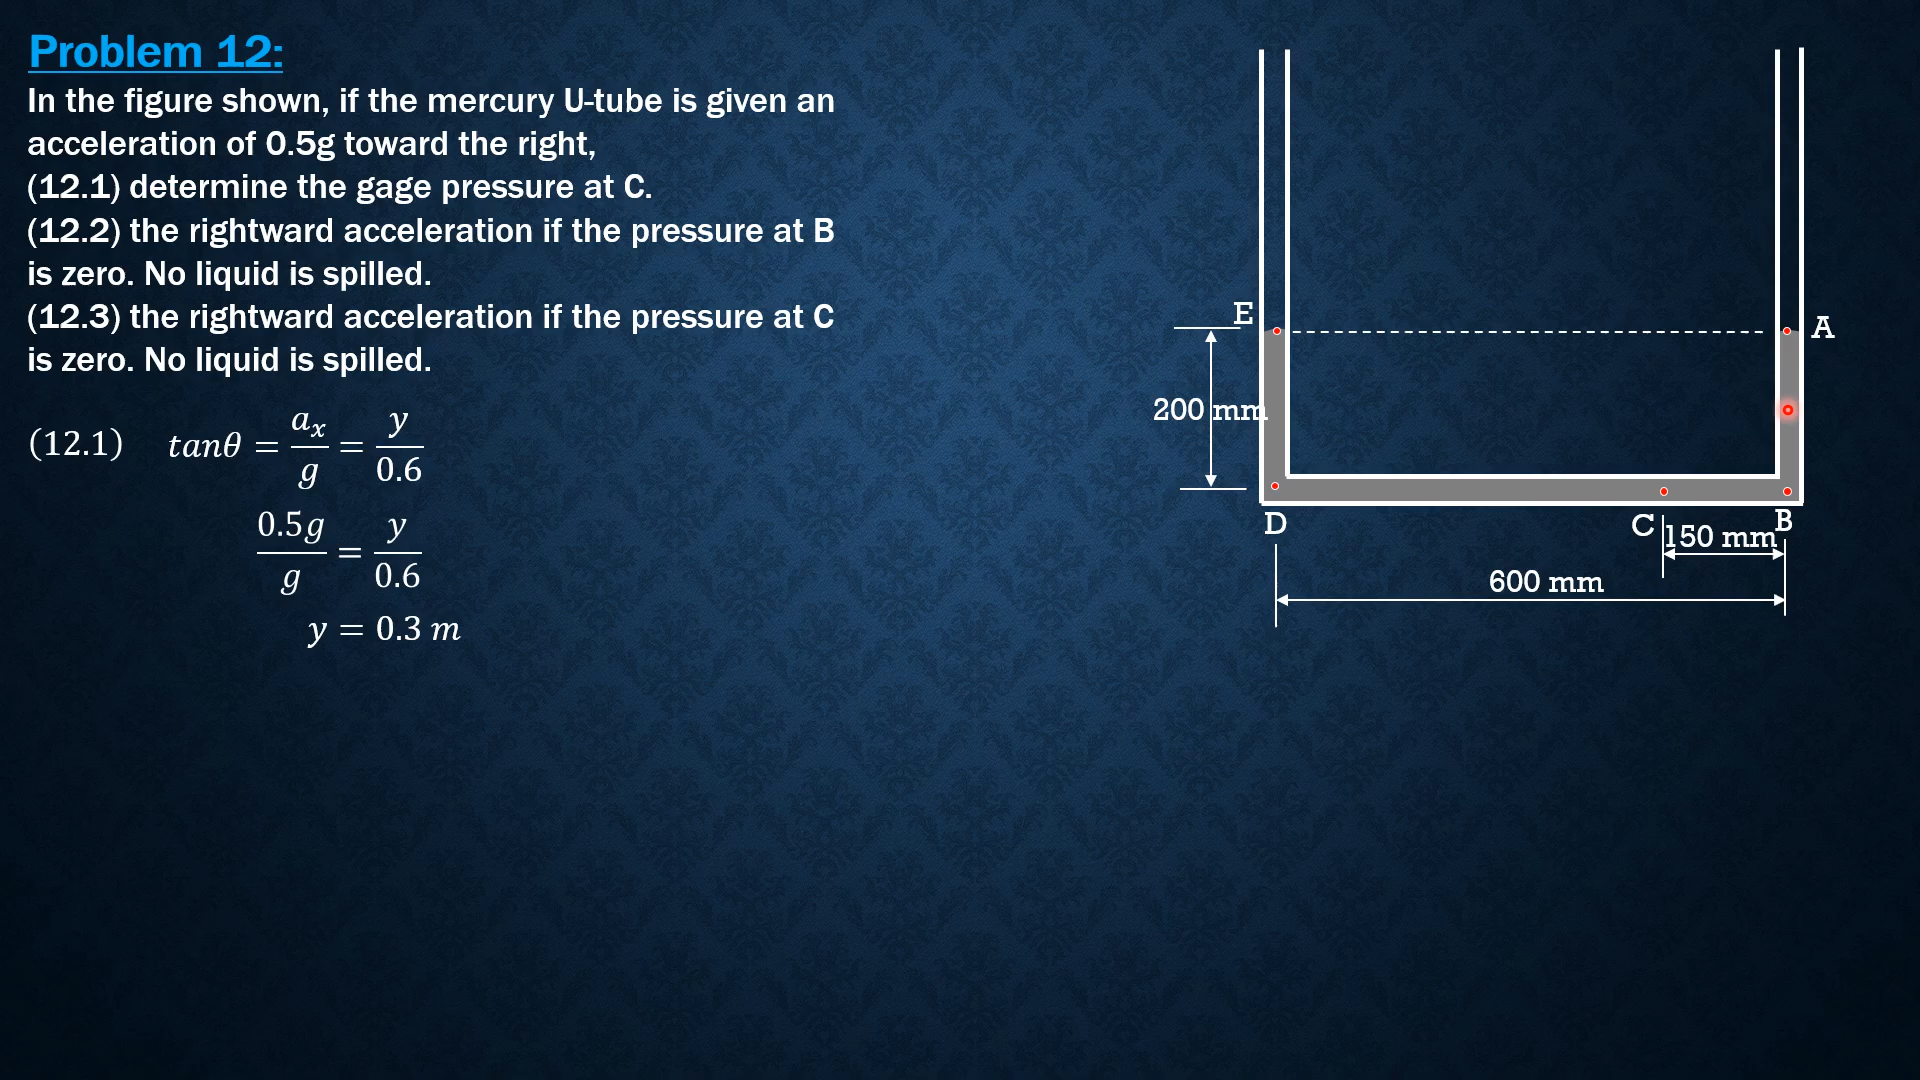 Problem 12:
In the figure shown, if the mercury U-tube is given an
acceleration of 0.5g toward the right,
(12.1) determine the gage pressure at C.
(12.2) the rightward acceleration if the pressure at B
is zero. No liquid is spilled.
(12.3) the rightward acceleration if the pressure at C
is zero. No liquid is spilled.
(12.1) tanθ = a_x/g = y/0.6
0.5g/g = y/0.6
y = 0.3 m
E
A
200 mm
D
C
B
150 mm
600 mm